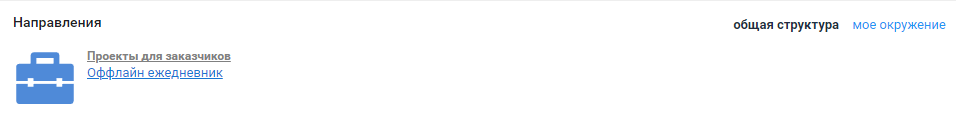 Направления
общая структура мое окружение
Проекты для заказчиков
Оффлайн ежедневник